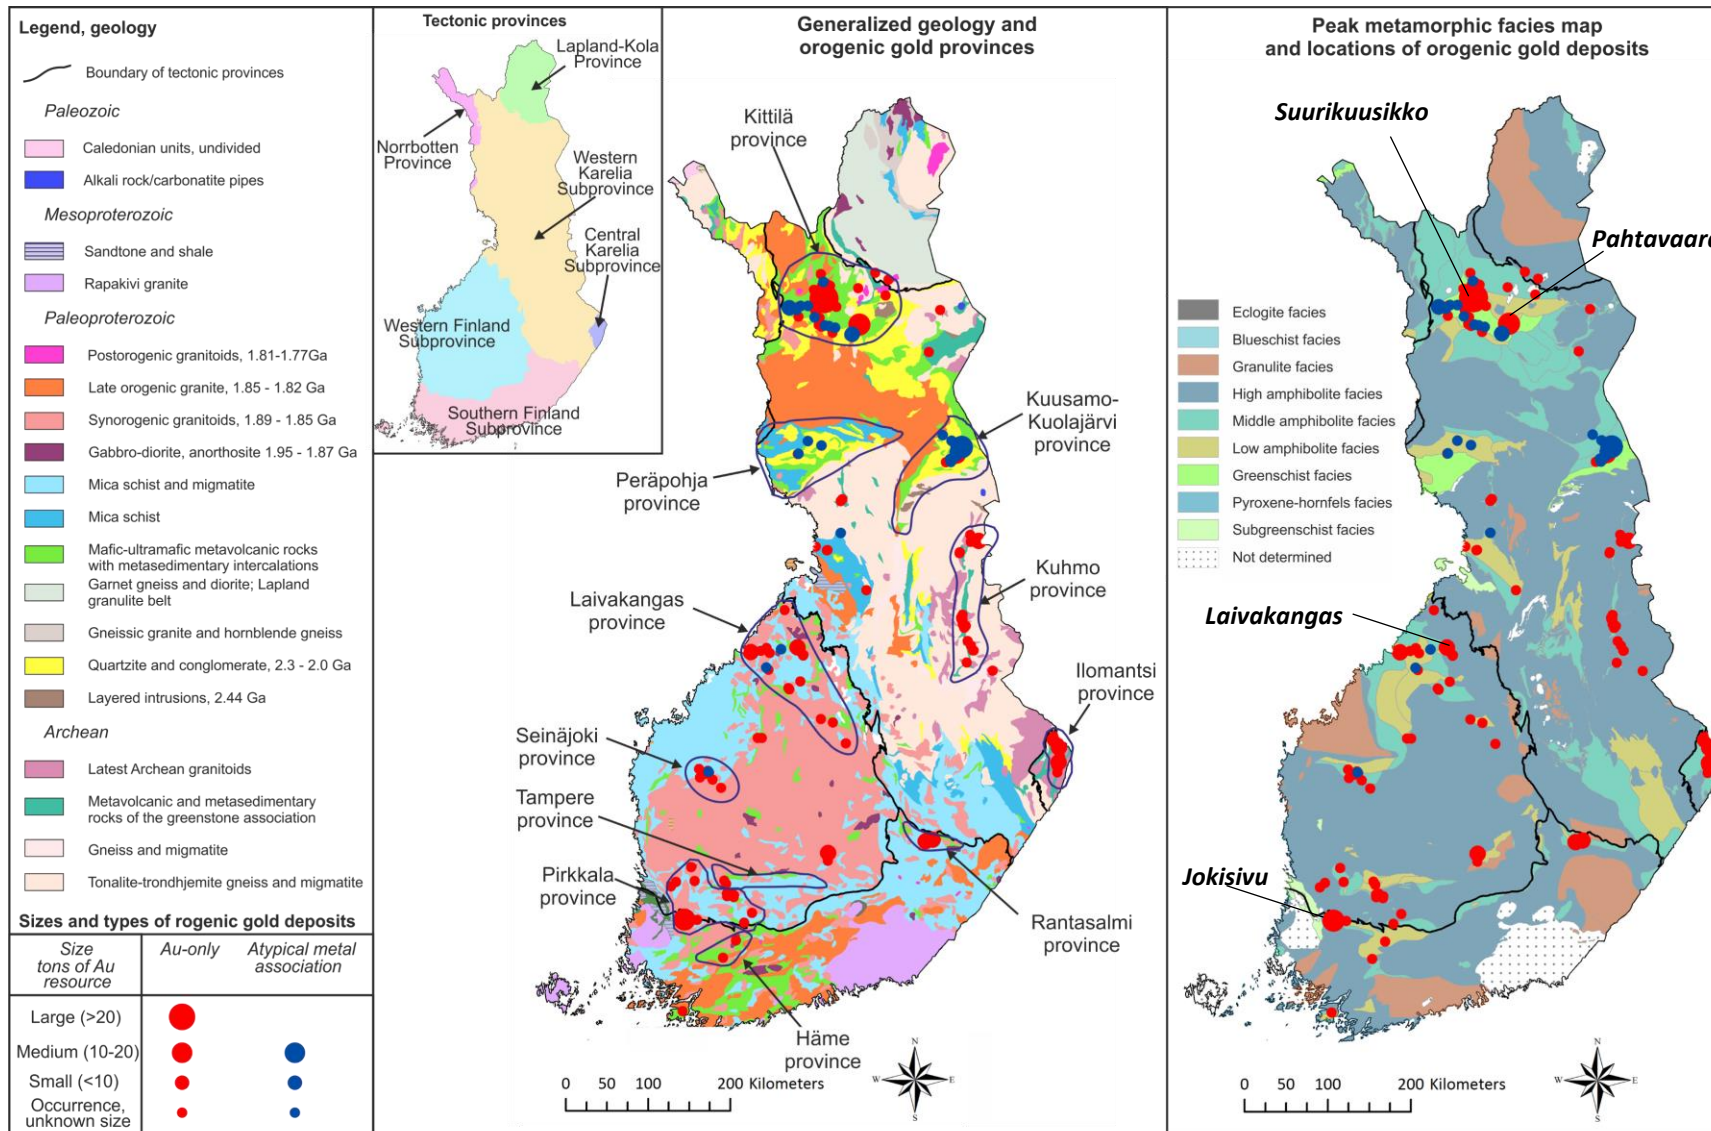 Legend, geology
Boundary of tectonic provinces
Paleozoic
Caledonian units, undivided
Alkali rock/carbonatite pipes
Mesoproterozoic
Sandtone and shale
Rapakivi granite
Paleoproterozoic
Postorogenic granitoids, 1.81-1.77Ga
Late orogenic granite, 1.85 - 1.82 Ga
Synorogenic granitoids, 1.89 - 1.85 Ga
Gabbro-diorite, anorthosite 1.95 - 1.87 Ga
Mica schist and migmatite
Mica schist
Mafic-ultramafic metavolcanic rocks
with metasedimentary intercalations
Garnet gneiss and diorite; Lapland
granulite belt
Gneissic granite and hornblende gneiss
Quartzite and conglomerate, 2.3 - 2.0 Ga
Layered intrusions, 2.44 Ga
Archean
Latest Archean granitoids
Metavolcanic and metasedimentary
rocks of the greenstone association
Gneiss and migmatite
Tonalite-trondhjemite gneiss and migmatite
Sizes and types of rogenic gold deposits
Size
tons of Au
resource
Au-only
Atypical metal
association
Large (>20)
Medium (10-20)
Small (<10)
Occurrence,
unknown size
Tectonic provinces
Lapland-Kola
Province
Norrbotten
Province
Western Karelia
Subprovince
Central
Karelia
Subprovince
Western Finland
Subprovince
Southern Finland
Subprovince
Generalized geology and
orogenic gold provinces
Kittilä
province
Kuusamo-
Kuolajärvi
province
Peräpohja
province
Kuhmo
province
Laivakangas
province
Ilomantsi
province
Seinäjoki
province
Tampere
province
Pirkkala
province
Rantasalmi
province
Häme
province
0 50 100 200 Kilometers
N
W E
S
Peak metamorphic facies map
and locations of orogenic gold deposits
Suurikuusikko
Pahtavaara
Eclogite facies
Blueschist facies
Granulite facies
High amphibolite facies
Middle amphibolite facies
Low amphibolite facies
Greenschist facies
Pyroxene-hornfels facies
Subgreenschist facies
Not determined
Laivakangas
Jokisivu
0 50 100 200 Kilometers
N
W E
S